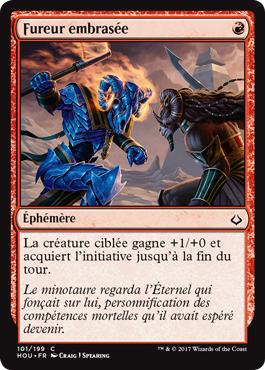 Fureur embrasée
Éphémère
La créature ciblée gagne +1/+0 et
acquiert l'initiative jusqu'à la fin du
tour.
Le minotaure regarda l'Éternel qui
fonçait sur lui, personnification des
compétences mortelles qu'il avait espéré
devenir.
101/199 C
HOU • FR CRAIG J SPEARING
™ & © 2017 Wizards of the Coast